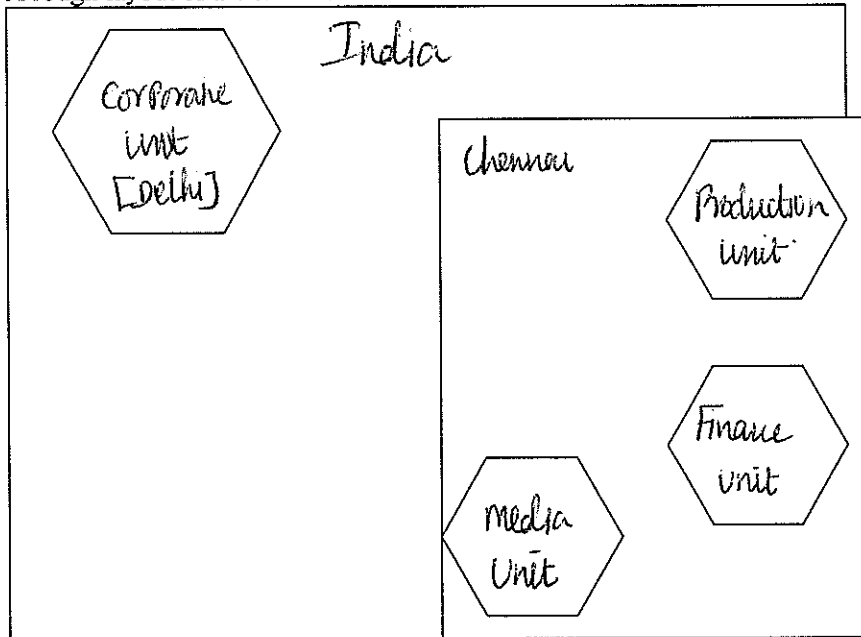 India
Corporate
unit
[Delhi]
Chennai
Production
unit
Finance
unit
Media
Unit